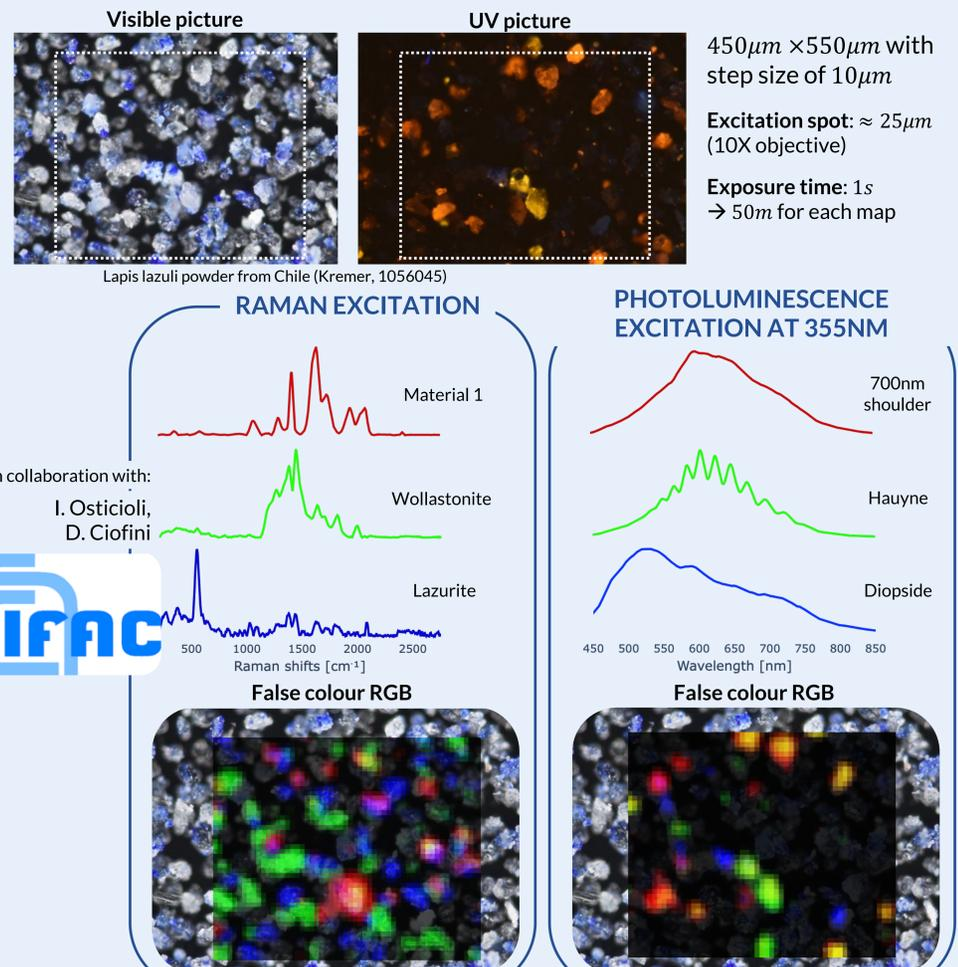 Visible picture
UV picture
450μm ×550μm with
step size of 10μm
Excitation spot: ≈ 25μm
(10X objective)
Exposure time: 1s
→ 50m for each map
Lapis lazuli powder from Chile (Kremer, 1056045)
RAMAN EXCITATION
PHOTOLUMINESCENCE
EXCITATION AT 355NM
Material 1
700nm
shoulder
n collaboration with:
I. Osticioli,
D. Ciofini
IFAC
Wollastonite
Hauyne
Lazurite
Diopside
500 1000 1500 2000 2500
Raman shifts [cm⁻¹]
450 500 550 600 650 700 750 800 850
Wavelength [nm]
False colour RGB
False colour RGB